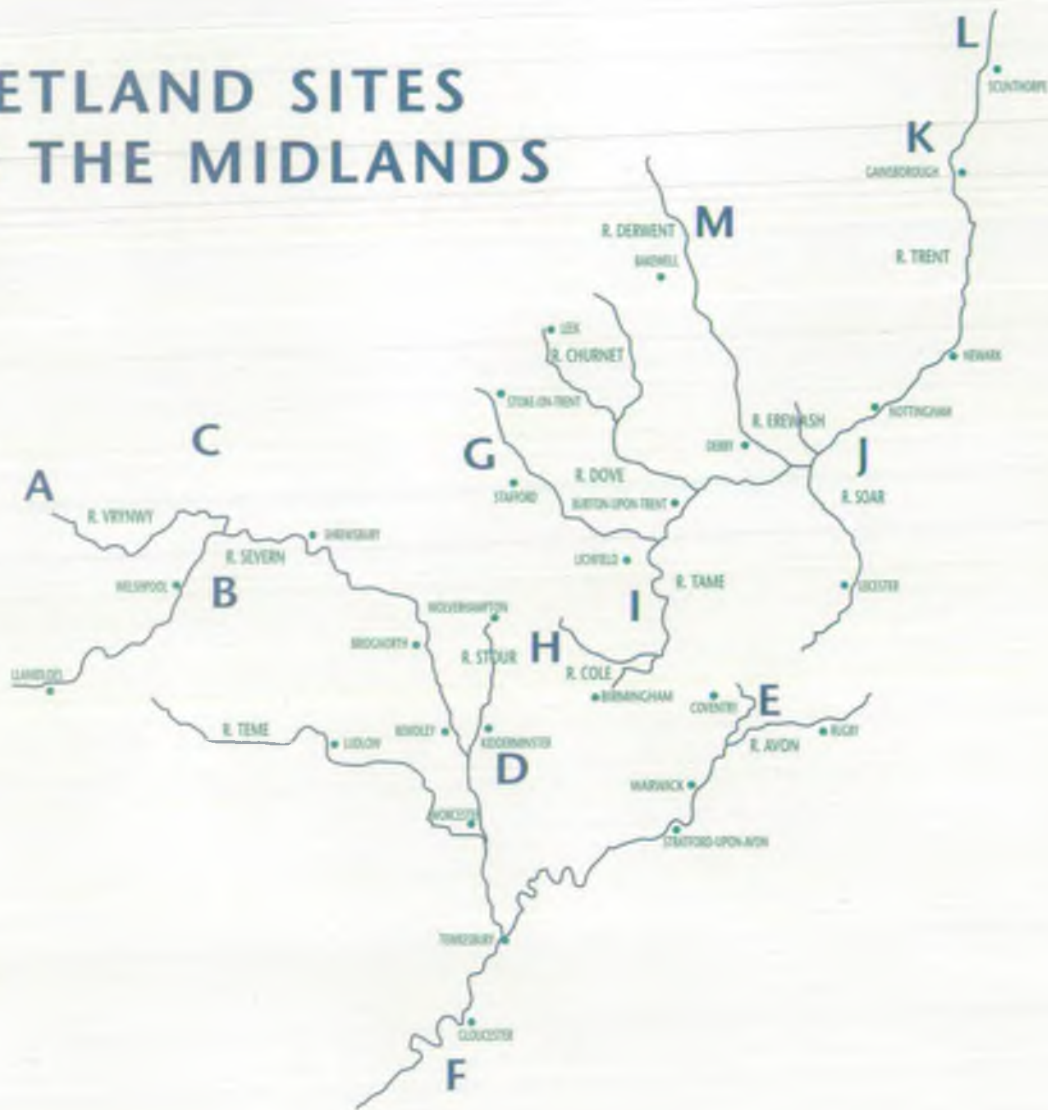 ETLAND SITES
THE MIDLANDS
L
SCUNTHORPE
K
GAINSBOROUGH
M
R. DERWENT
BAKEWELL
R. TRENT
LEEK
R. CHURNET
NEWARK
STOKE-ON-TRENT
R. EREWASH
NOTTINGHAM
DERBY
C
G
J
A
R. DOVE
STAFFORD
BURTON-UPON-TRENT
R. SOAR
R. VRYNWY
SHREWSBURY
R. SEVERN
LICHFIELD
R. TAME
WELSHPOOL
B
LEICESTER
I
WOLVERHAMPTON
BRIDGNORTH
R. STOUR
H
R. COLE
LLANIDLOES
BIRMINGHAM
COVENTRY
E
R. TEME
BEWDLEY
LUDLOW
KIDDERMINSTER
R. AVON
RUGBY
D
WARWICK
WORCESTER
STRATFORD-UPON-AVON
TEWKESBURY
GLOUCESTER
F